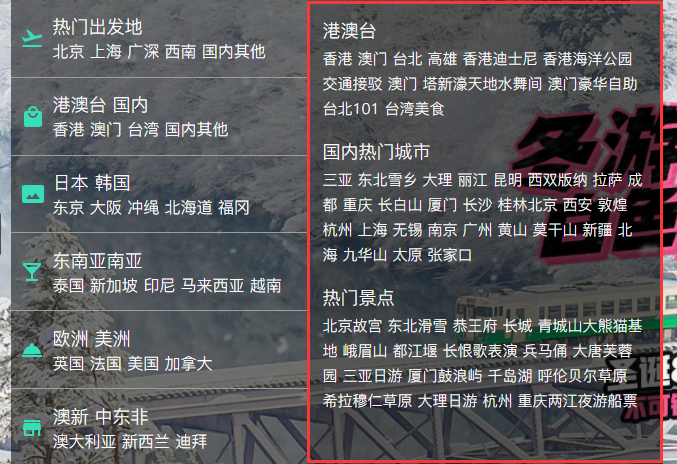 热门出发地
北京 上海 广深 西南 国内其他
港澳台 国内
香港 澳门 台湾 国内其他
日本 韩国
东京 大阪 冲绳 北海道 福冈
东南亚南亚
泰国 新加坡 印尼 马来西亚 越南
欧洲 美洲
英国 法国 美国 加拿大
澳新 中东非
澳大利亚 新西兰 迪拜
港澳台
香港 澳门 台北 高雄 香港迪士尼 香港海洋公园
交通接驳 澳门 塔新濠天地水舞间 澳门豪华自助
台北101 台湾美食
国内热门城市
三亚 东北雪乡 大理 丽江 昆明 西双版纳 拉萨 成
都 重庆 长白山 厦门 长沙 桂林北京 西安 敦煌
杭州 上海 无锡 南京 广州 黄山 莫干山 新疆 北
海 九华山 太原 张家口
热门景点
北京故宫 东北滑雪 恭王府 长城 青城山大熊猫基
地 峨眉山 都江堰 长恨歌表演 兵马俑 大唐芙蓉
园 三亚日游 厦门鼓浪屿 千岛湖 呼伦贝尔草原
希拉穆仁草原 大理日游 杭州 重庆两江夜游船票
冬游
圣诞
不可错